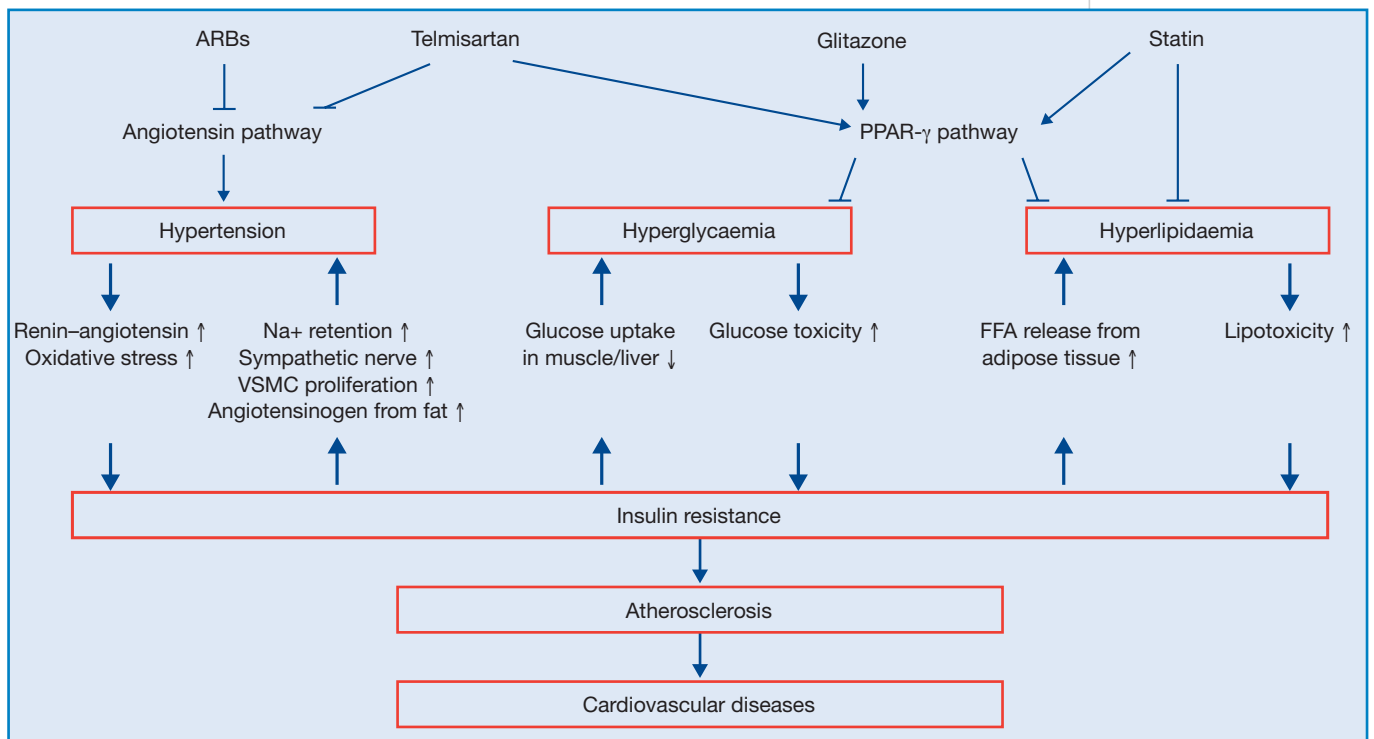 ARBs
Telmisartan
Glitazone
Statin
Angiotensin pathway
PPAR-γ pathway
Hypertension
Hyperglycaemia
Hyperlipidaemia
Renin–angiotensin ↑
Oxidative stress ↑
Na+ retention ↑
Sympathetic nerve ↑
VSMC proliferation ↑
Angiotensinogen from fat ↑
Glucose uptake
in muscle/liver ↓
Glucose toxicity ↑
FFA release from
adipose tissue ↑
Lipotoxicity ↑
Insulin resistance
Atherosclerosis
Cardiovascular diseases